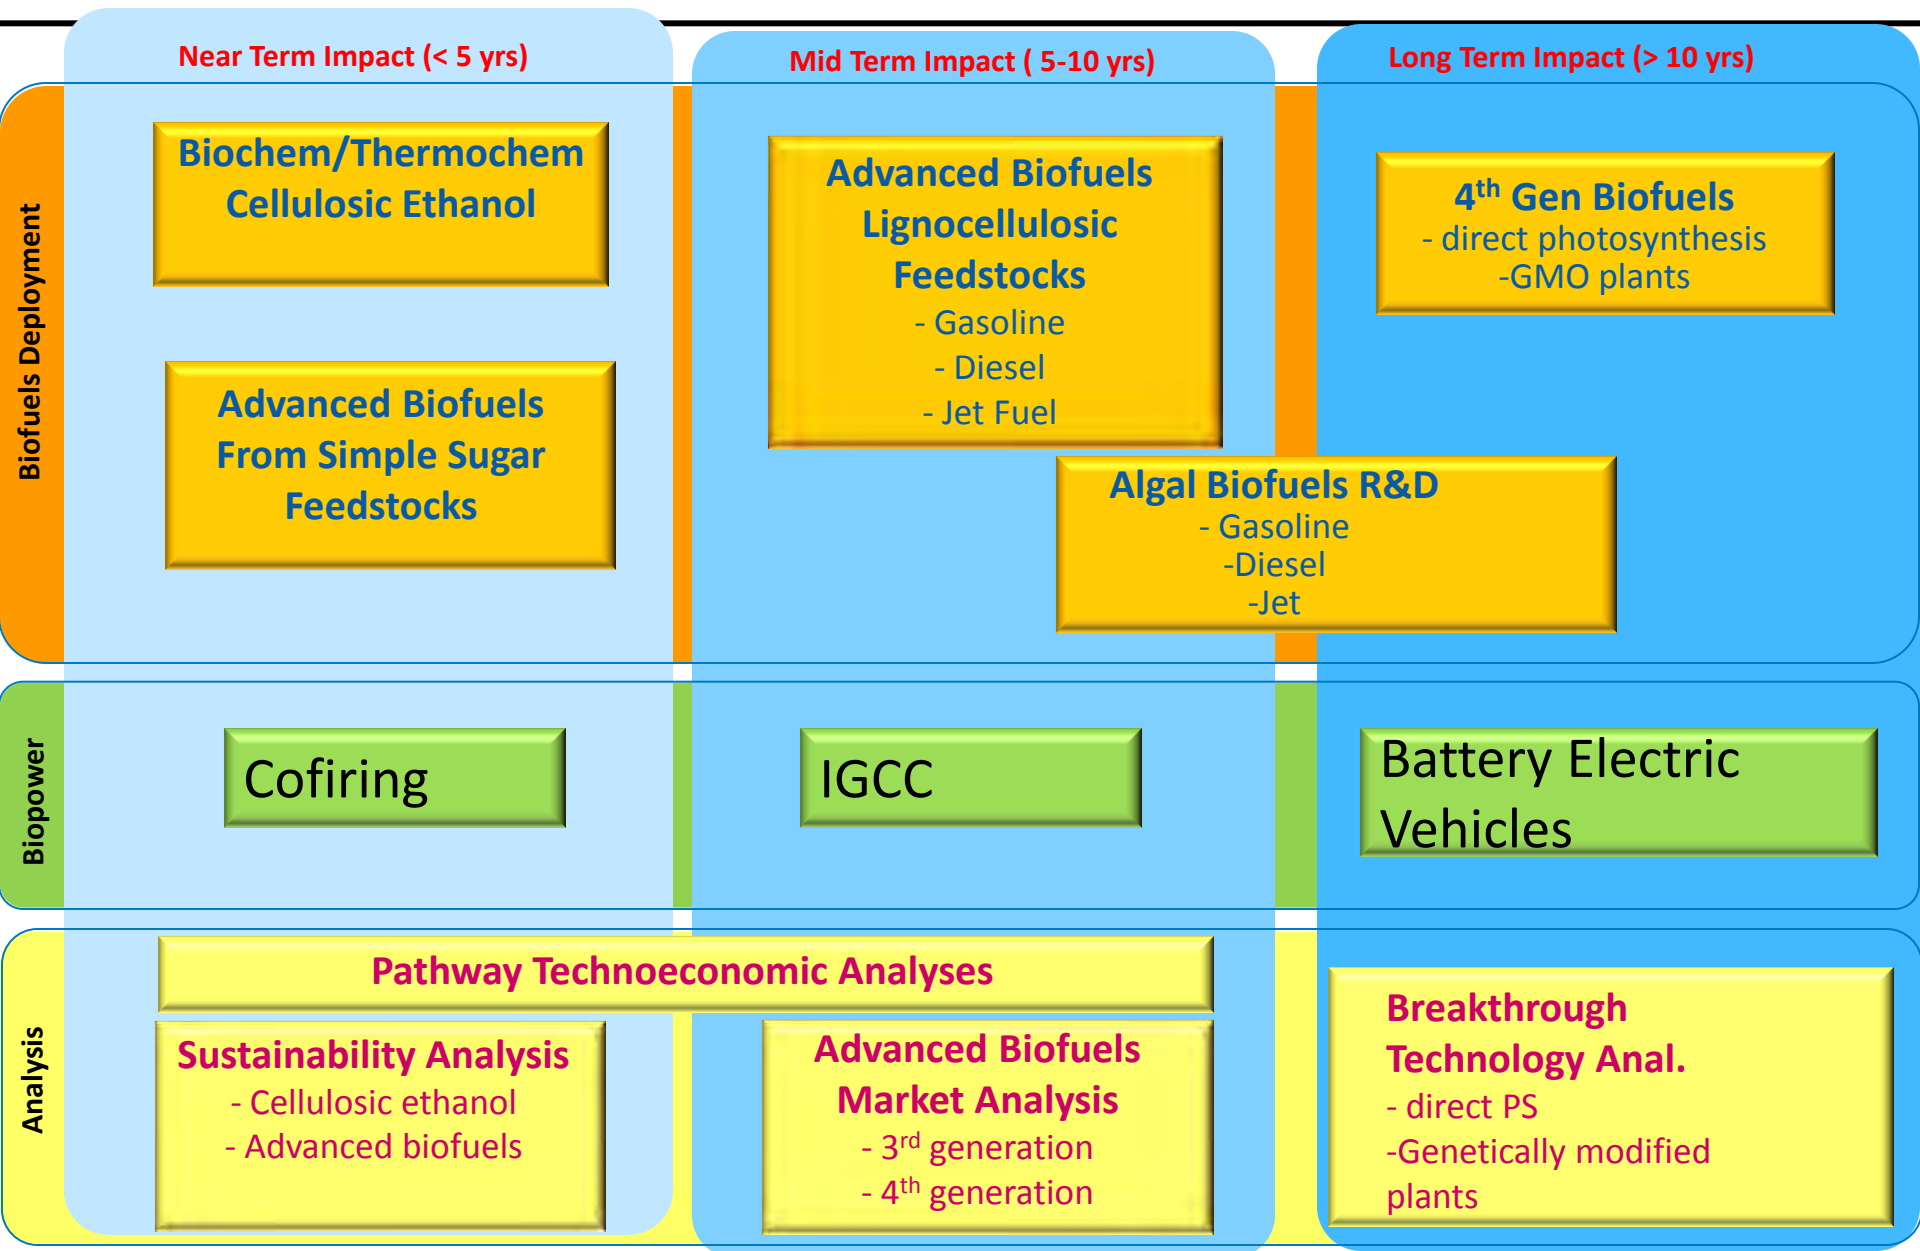 Near Term Impact (< 5 yrs)
Mid Term Impact ( 5-10 yrs)
Long Term Impact (> 10 yrs)
Biofuels Deployment
Biochem/Thermochem
Cellulosic Ethanol
Advanced Biofuels
From Simple Sugar
Feedstocks
Advanced Biofuels
Lignocellulosic
Feedstocks
- Gasoline
- Diesel
- Jet Fuel
4th Gen Biofuels
- direct photosynthesis
-GMO plants
Algal Biofuels R&D
- Gasoline
-Diesel
-Jet
Biopower
Cofiring
IGCC
Battery Electric
Vehicles
Analysis
Pathway Technoeconomic Analyses
Sustainability Analysis
- Cellulosic ethanol
- Advanced biofuels
Advanced Biofuels
Market Analysis
- 3rd generation
- 4th generation
Breakthrough
Technology Anal.
- direct PS
-Genetically modified
plants